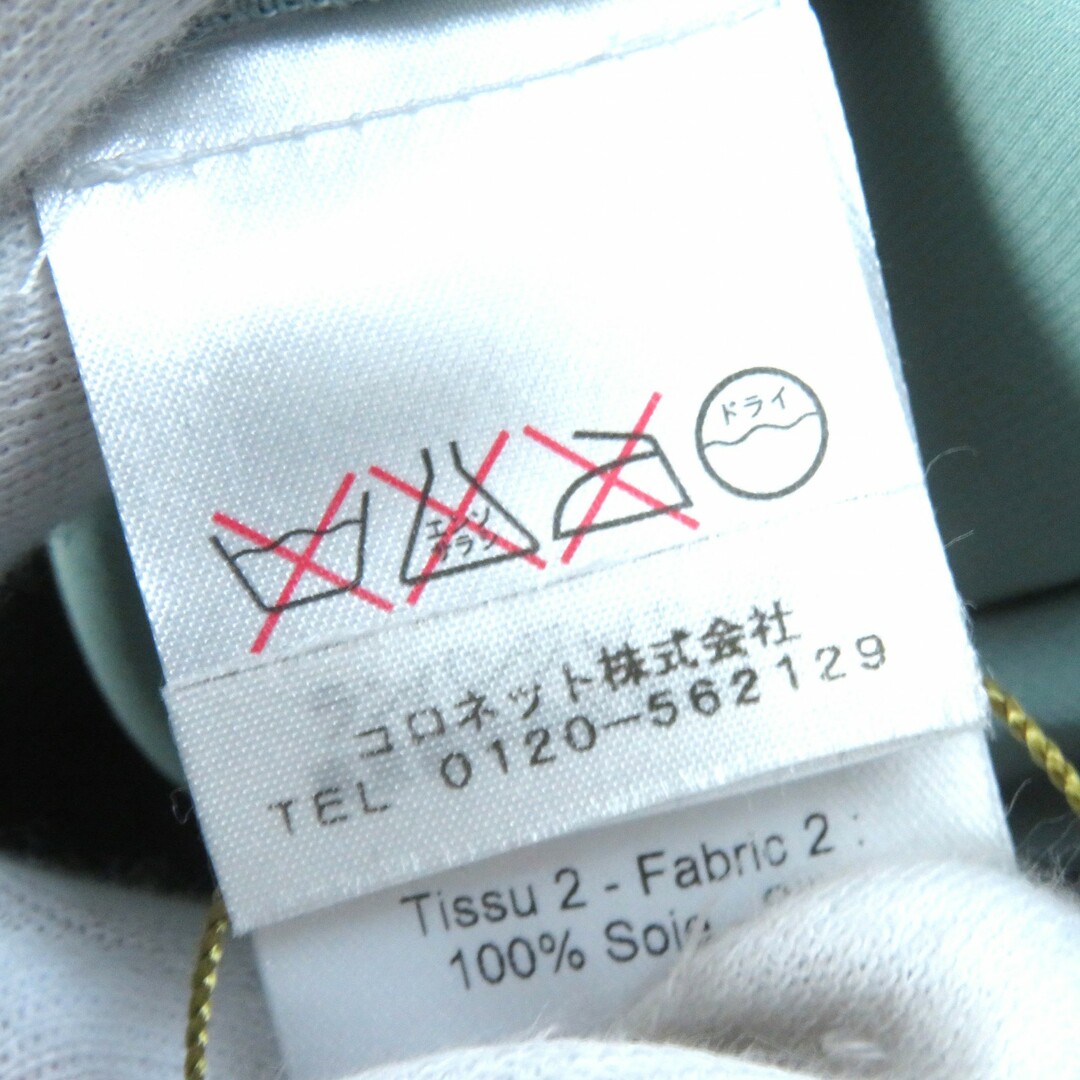 ドライ
エンソ
サラシ
コロネット株式会社
TEL 0120-562129
Tissu 2 - Fabric 2 :
100% Soie